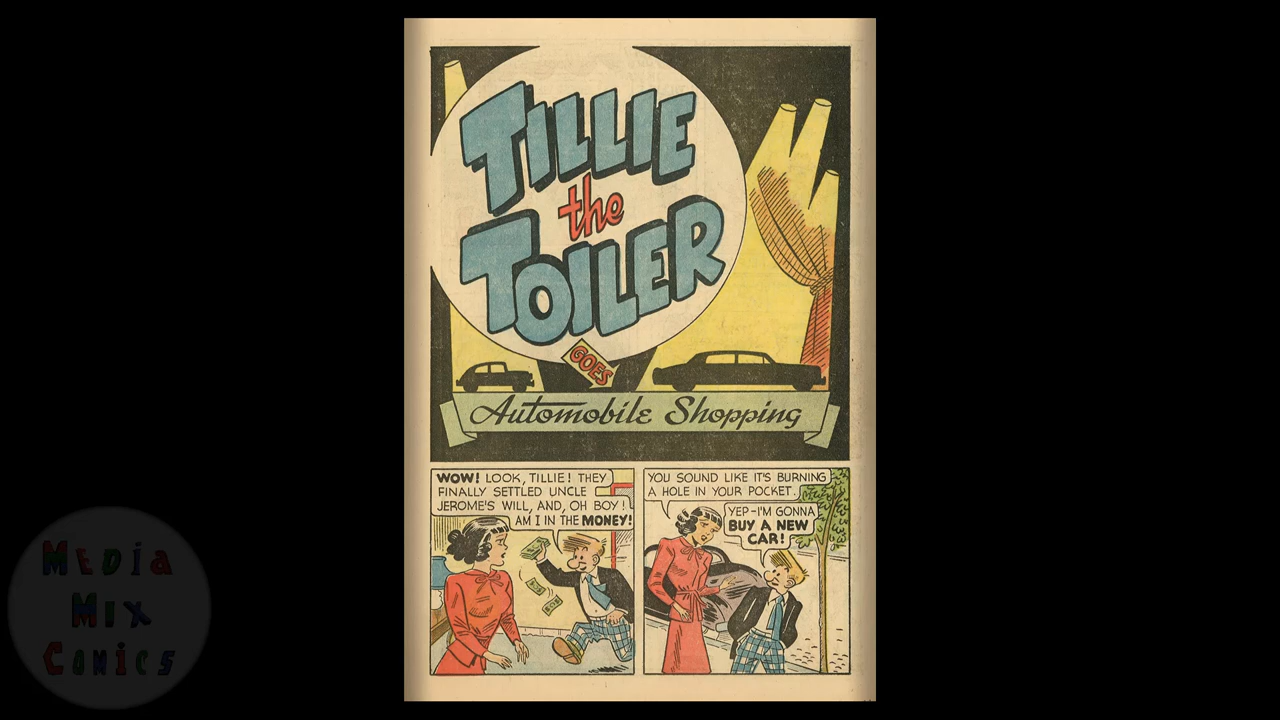 TILLIE
the
TOILER
GOES
Automobile Shopping
WOW! LOOK, TILLIE! THEY
FINALLY SETTLED UNCLE
JEROME'S WILL, AND, OH BOY!
AM I IN THE MONEY!
YOU SOUND LIKE IT'S BURNING
A HOLE IN YOUR POCKET.
YEP-I'M GONNA
BUY A NEW
CAR!
MEDIA
MIX
COMICS